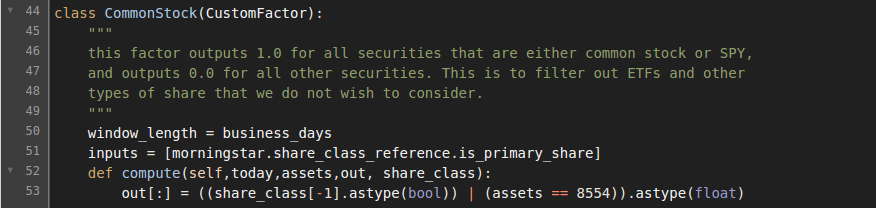 44 class CommonStock(CustomFactor):
45     """
46     this factor outputs 1.0 for all securities that are either common stock or SPY,
47     and outputs 0.0 for all other securities. This is to filter out ETFs and other
48     types of share that we do not wish to consider.
49     """
50     window_length = business_days
51     inputs = [morningstar.share_class_reference.is_primary_share]
52     def compute(self,today,assets,out, share_class):
53         out[:] = ((share_class[-1].astype(bool)) | (assets == 8554)).astype(float)